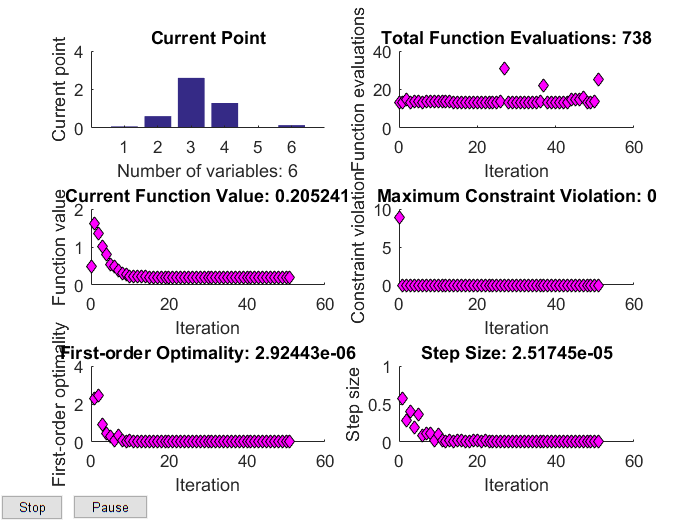 Current Point
Current point
4
2
0
1 2 3 4 5 6
Number of variables: 6
Total Function Evaluations: 738
Function evaluations
40
20
0
0 20 40 60
Iteration
Current Function Value: 0.205241
Function value
2
1
0
0 20 40 60
Iteration
Maximum Constraint Violation: 0
Constraint violation
10
5
0
0 20 40 60
Iteration
First-order Optimality: 2.92443e-06
First-order optimality
4
2
0
0 20 40 60
Iteration
Step Size: 2.51745e-05
Step size
1
0.5
0
0 20 40 60
Iteration
Stop
Pause